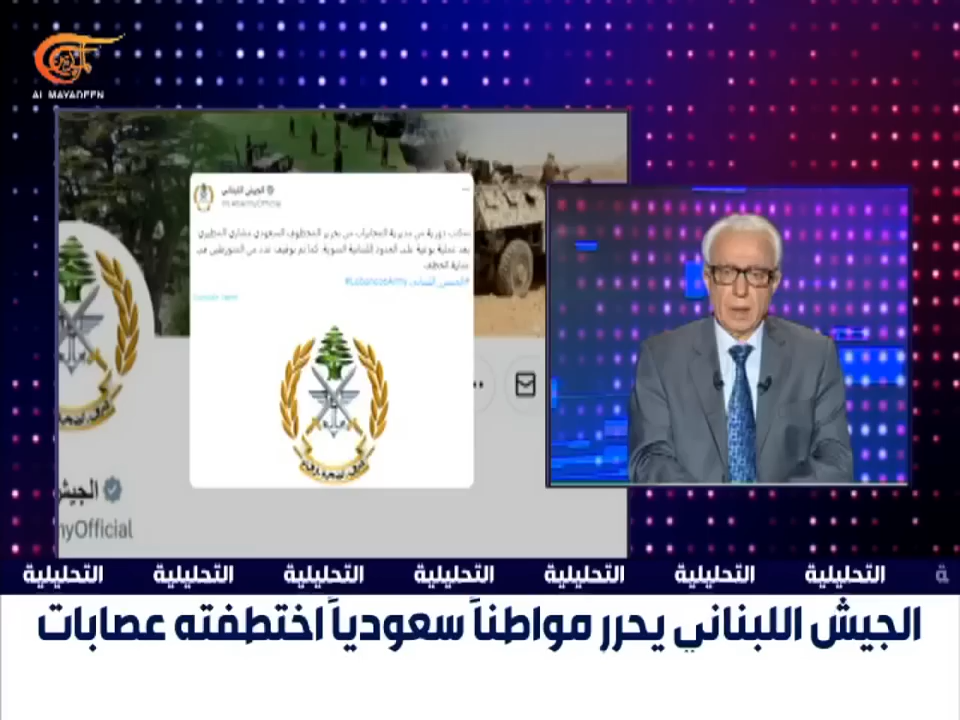 AL MAYADEEN
الجيش اللبناني
تمكنت دورية من مديرية المخابرات من تحرير المخطوف السعودي مشاري المطيري
بعد عملية نوعية على الحدود اللبنانية السورية، كما تم توقيف عدد من المتورطين في
عملية الخطف.
#الجيش_اللبناني #LebaneseArmy
الجيش
myOfficial
التحليلية التحليلية التحليلية التحليلية التحليلية التحليلية التحليلية
الجيش اللبناني يحرر مواطناً سعودياً اختطفته عصابات